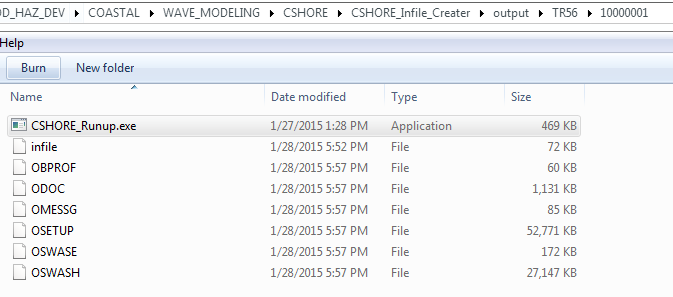 OD_HAZ_DEV ▸ COASTAL ▸ WAVE_MODELING ▸ CSHORE ▸ CSHORE_Infile_Creater ▸ output ▸ TR56 ▸ 10000001
Help
Burn New folder
Name Date modified Type Size
CSHORE_Runup.exe 1/27/2015 1:28 PM Application 469 KB
infile 1/28/2015 5:52 PM File 72 KB
OBPROF 1/28/2015 5:57 PM File 60 KB
ODOC 1/28/2015 5:57 PM File 1,131 KB
OMESSG 1/28/2015 5:57 PM File 85 KB
OSETUP 1/28/2015 5:57 PM File 52,771 KB
OSWASE 1/28/2015 5:57 PM File 172 KB
OSWASH 1/28/2015 5:57 PM File 27,147 KB